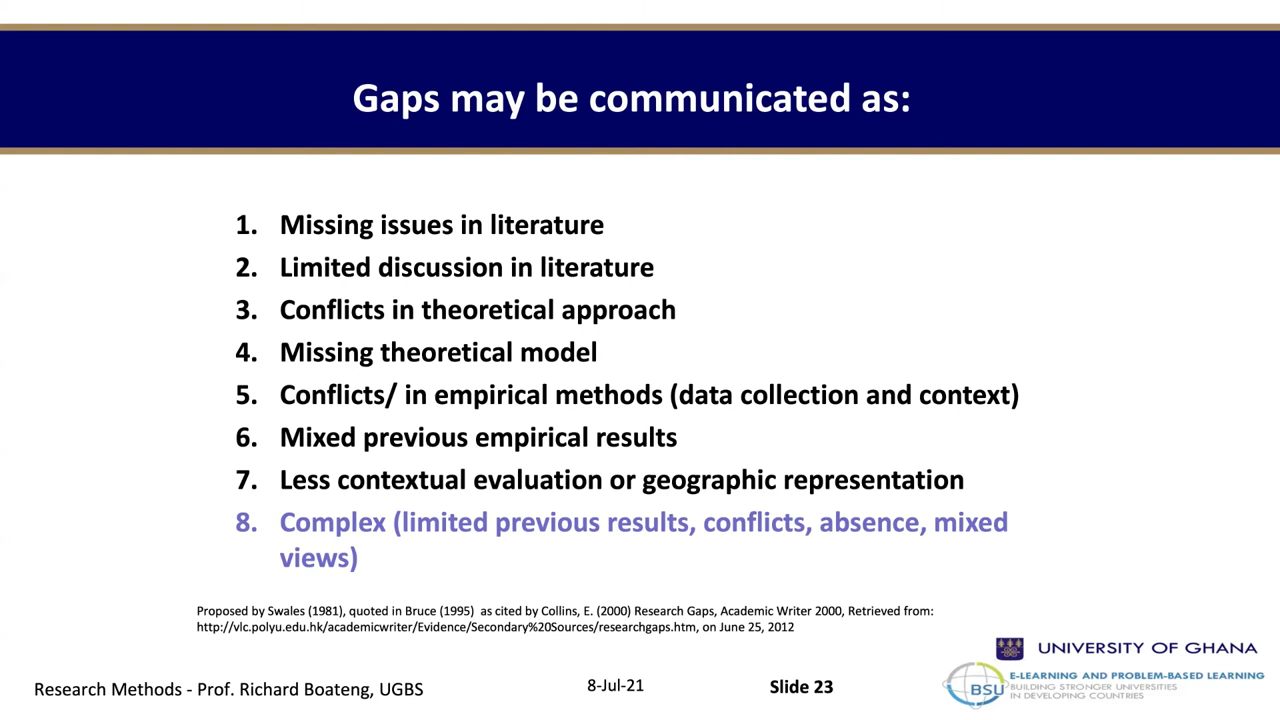 Gaps may be communicated as:
1. Missing issues in literature
2. Limited discussion in literature
3. Conflicts in theoretical approach
4. Missing theoretical model
5. Conflicts/ in empirical methods (data collection and context)
6. Mixed previous empirical results
7. Less contextual evaluation or geographic representation
8. Complex (limited previous results, conflicts, absence, mixed
views)
Proposed by Swales (1981), quoted in Bruce (1995) as cited by Collins, E. (2000) Research Gaps, Academic Writer 2000, Retrieved from:
http://vlc.polyu.edu.hk/academicwriter/Evidence/Secondary%20Sources/researchgaps.htm, on June 25, 2012
UNIVERSITY OF GHANA
BSU
E-LEARNING AND PROBLEM-BASED LEARNING
BUILDING STRONGER UNIVERSITIES
IN DEVELOPING COUNTRIES
Research Methods - Prof. Richard Boateng, UGBS
8-Jul-21
Slide 23